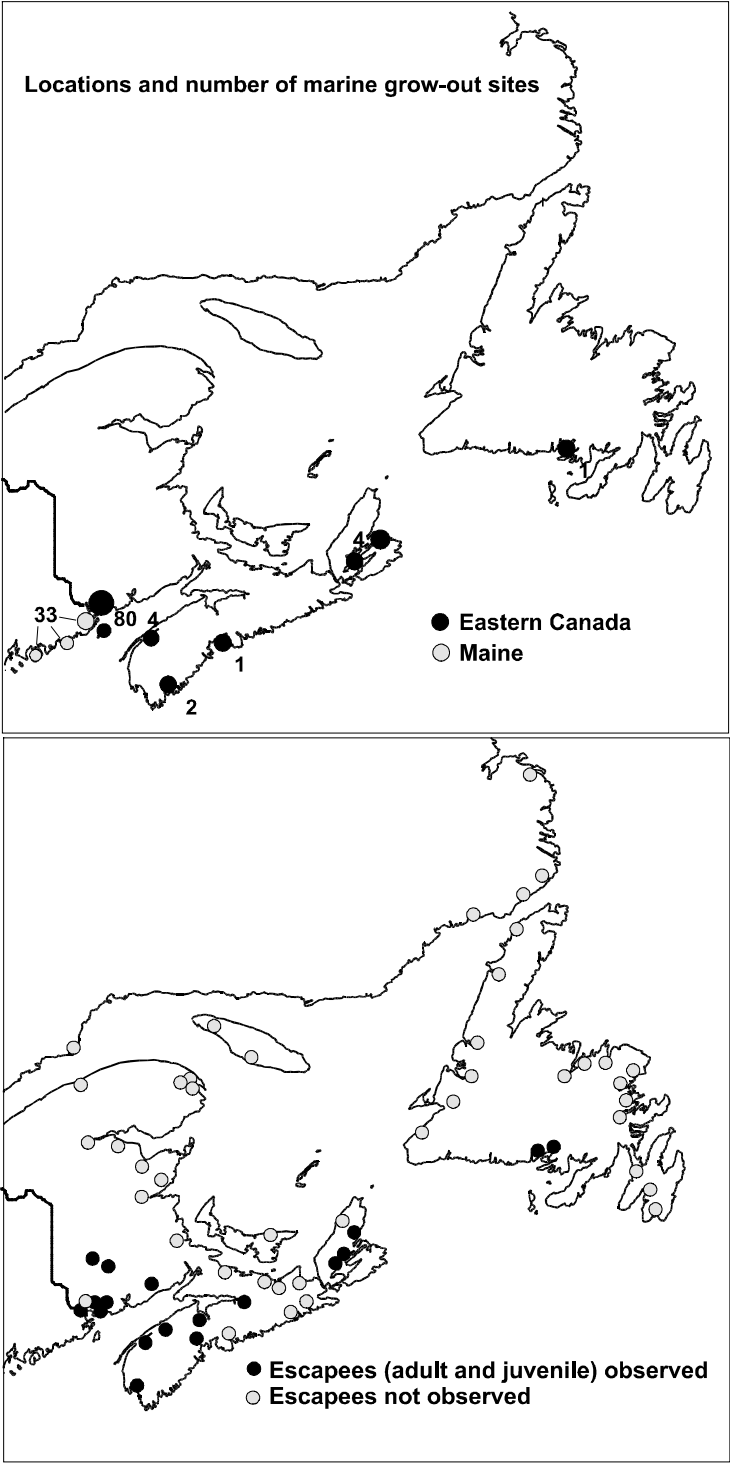 Locations and number of marine grow-out sites
1
4
33
80
4
1
2
Eastern Canada
Maine
Escapees (adult and juvenile) observed
Escapees not observed